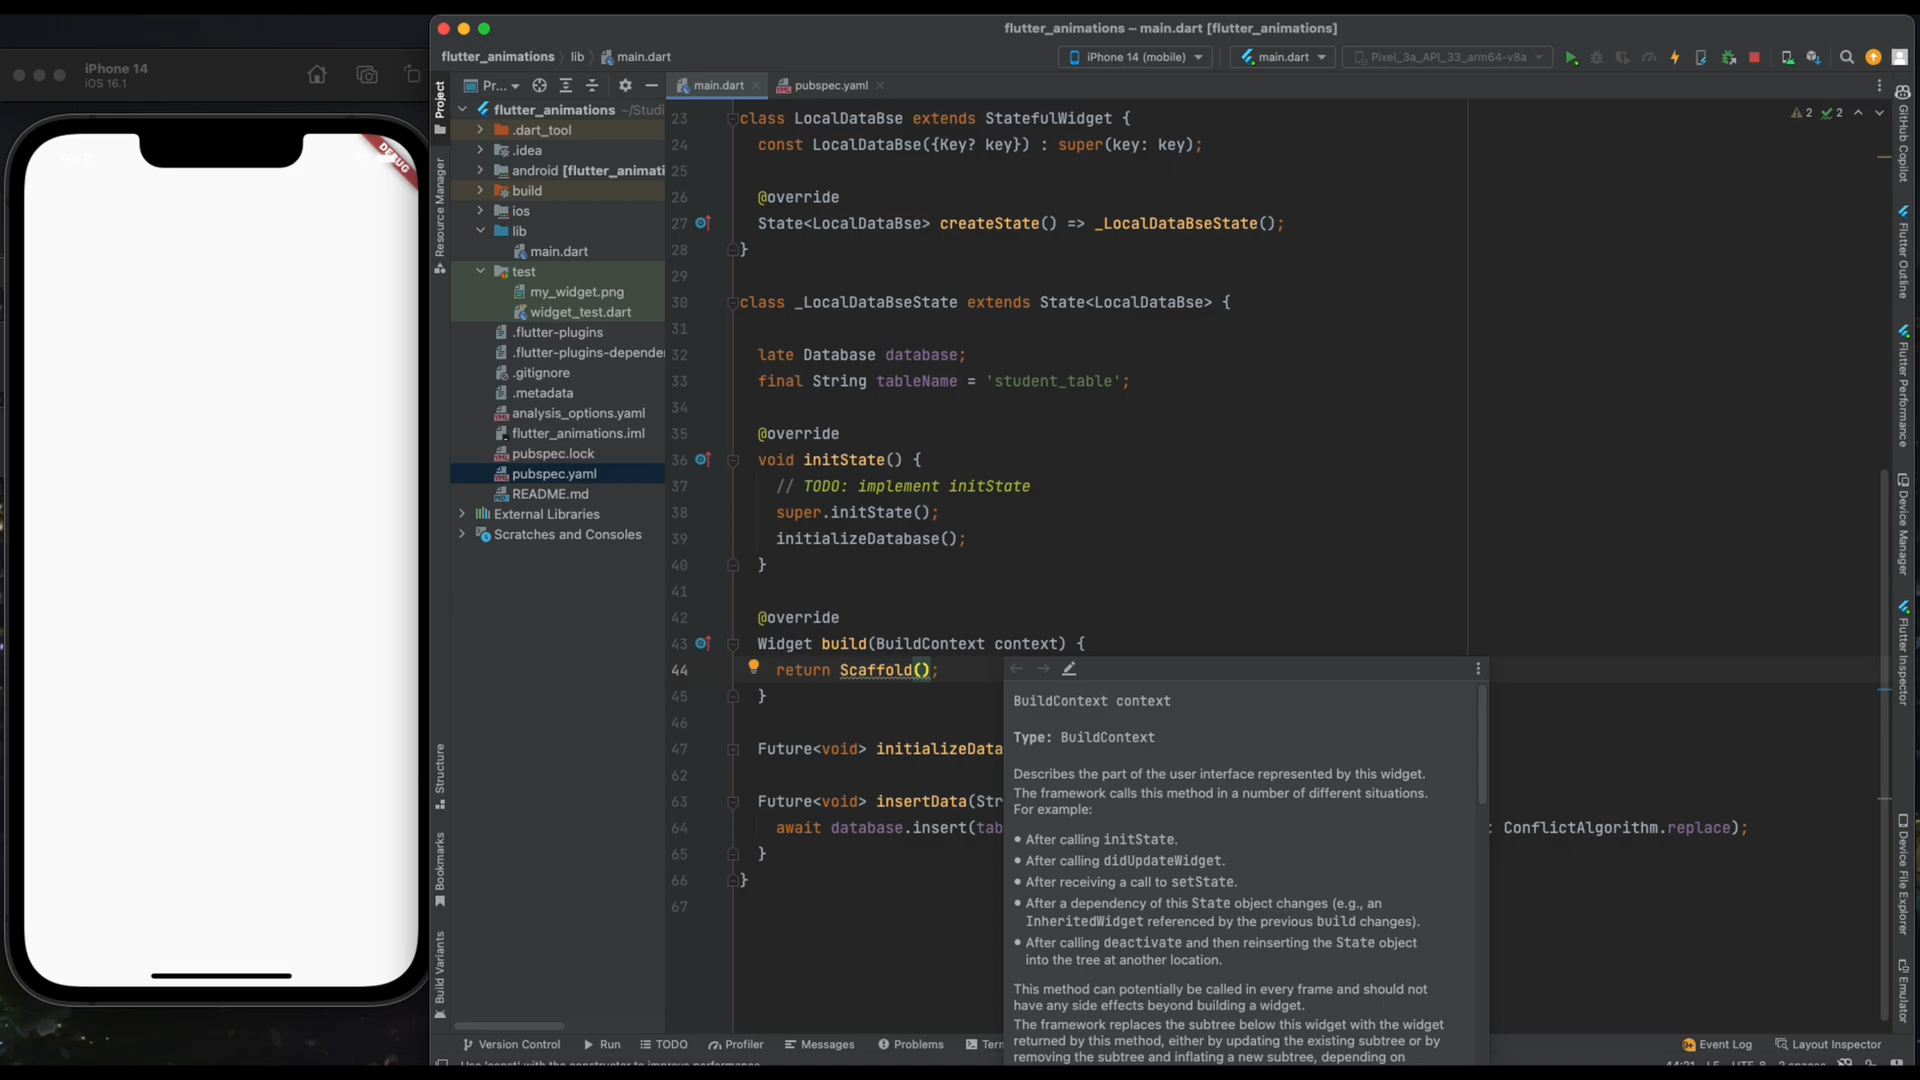 flutter_animations – main.dart [flutter_animations]
iPhone 14
iOS 16.1
DEBUG
flutter_animations
lib
main.dart
iPhone 14 (mobile)
main.dart
Pixel_3a_API_33_arm64-v8a
Pr...
main.dart
pubspec.yaml
Project
Resource Manager
Structure
Bookmarks
Build Variants
flutter_animations ~/Studi
.dart_tool
.idea
android [flutter_animati
build
ios
lib
main.dart
test
my_widget.png
widget_test.dart
.flutter-plugins
.flutter-plugins-depende
.gitignore
.metadata
analysis_options.yaml
flutter_animations.iml
pubspec.lock
pubspec.yaml
README.md
External Libraries
Scratches and Consoles
2 2
23 class LocalDataBse extends StatefulWidget {
24 const LocalDataBse({Key? key}) : super(key: key);
25
26 @override
27 State<LocalDataBse> createState() => _LocalDataBseState();
28 }
29
30 class _LocalDataBseState extends State<LocalDataBse> {
31
32 late Database database;
33 final String tableName = 'student_table';
34
35 @override
36 void initState() {
37 // TODO: implement initState
38 super.initState();
39 initializeDatabase();
40 }
41
42 @override
43 Widget build(BuildContext context) {
44 return Scaffold();
45 }
46
47 Future<void> initializeData
62
63 Future<void> insertData(Str
64 await database.insert(tab : ConflictAlgorithm.replace);
65 }
66 }
67
BuildContext context
Type: BuildContext
Describes the part of the user interface represented by this widget.
The framework calls this method in a number of different situations.
For example:
• After calling initState.
• After calling didUpdateWidget.
• After receiving a call to setState.
• After a dependency of this State object changes (e.g., an
InheritedWidget referenced by the previous build changes).
• After calling deactivate and then reinserting the State object
into the tree at another location.
This method can potentially be called in every frame and should not
have any side effects beyond building a widget.
The framework replaces the subtree below this widget with the widget
returned by this method, either by updating the existing subtree or by
removing the subtree and inflating a new subtree, depending on
GitHub Copilot
Flutter Outline
Flutter Performance
Device Manager
Flutter Inspector
Device File Explorer
Emulator
Version Control
Run
TODO
Profiler
Messages
Problems
Tern
Event Log
Layout Inspector